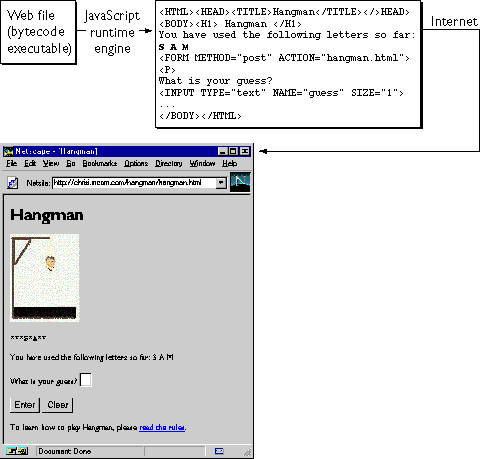 Web file
(bytecode
executable)
JavaScript
runtime
engine
<HTML><HEAD><TITLE>Hangman</TITLE></>/HEAD>
<BODY><H1> Hangman </H1>
You have used the following letters so far:
S A M
<FORM METHOD="post" ACTION="hangman.html">
<P>
What is your guess?
<INPUT TYPE="text" NAME="guess" SIZE="1">
...
</BODY></HTML>
Internet
Netscape - [Hangman]
File Edit View Go Bookmarks Options Directory Window Help
Netsite: http://chrisi.mcom.com/hangman/hangman.html
N
Hangman
You have used the following letters so far: S A M
What is your guess?
Enter Clear
To learn how to play Hangman, please read the rules.
Document: Done